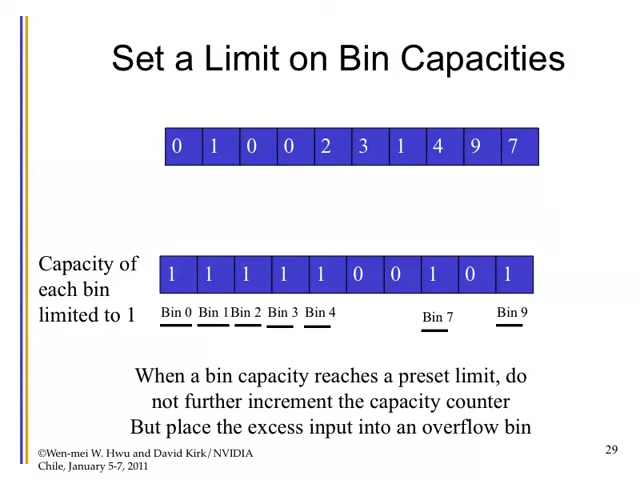 Set a Limit on Bin Capacities
0 1 0 0 2 3 1 4 9 7
Capacity of
each bin
limited to 1
1 1 1 1 1 0 0 1 0 1
Bin 0 Bin 1 Bin 2 Bin 3 Bin 4 Bin 7 Bin 9
When a bin capacity reaches a preset limit, do
not further increment the capacity counter
But place the excess input into an overflow bin
©Wen-mei W. Hwu and David Kirk/NVIDIA
Chile, January 5-7, 2011
29